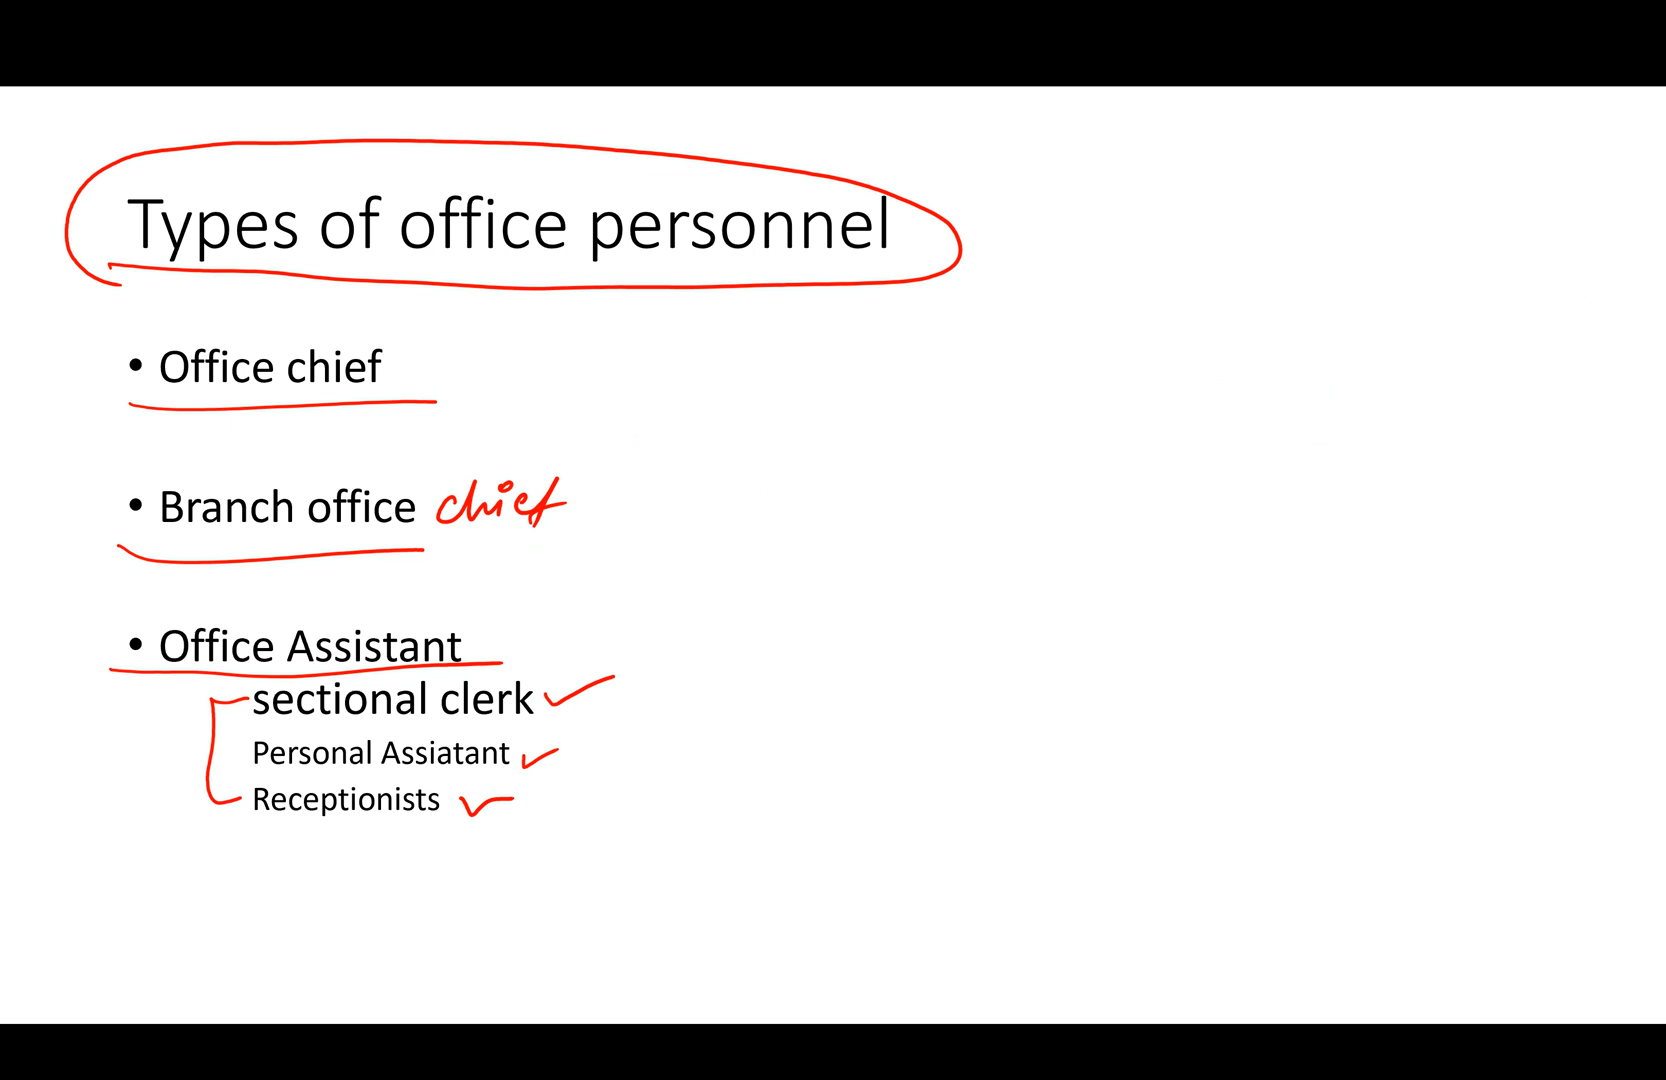 Types of office personnel
• Office chief
• Branch office chief
• Office Assistant
sectional clerk
Personal Assiatant
Receptionists